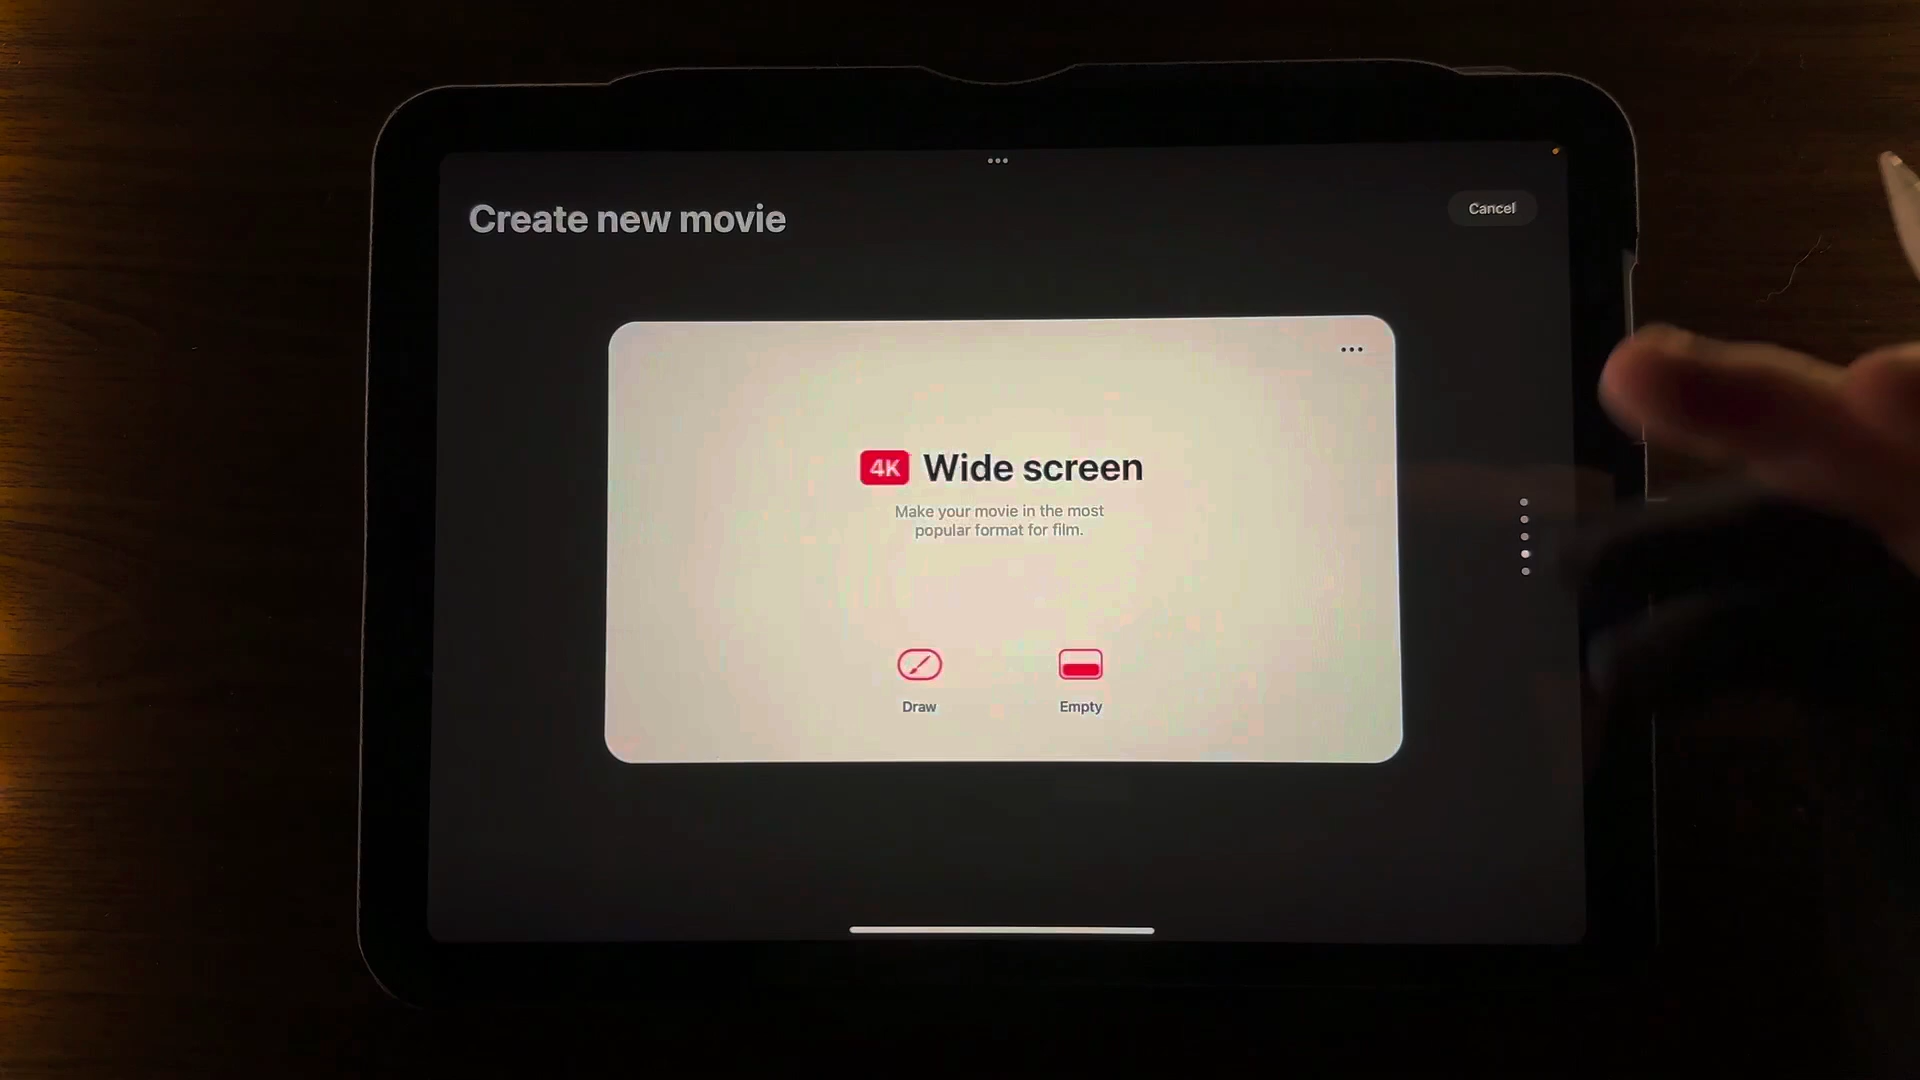 Create new movie
Cancel
4K Wide screen
Make your movie in the most
popular format for film.
Draw
Empty